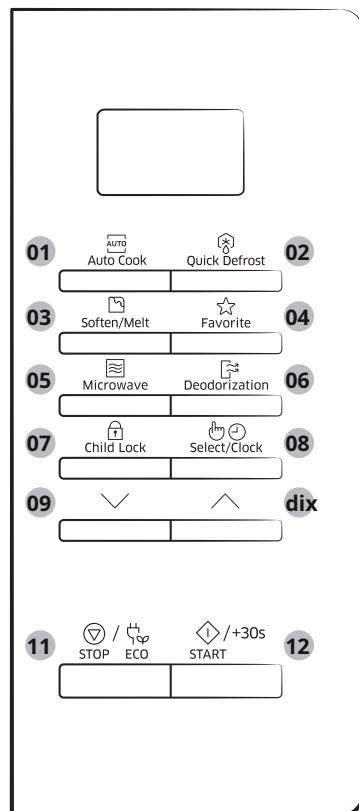 01 AUTO Auto Cook Quick Defrost 02
03 Soften/Melt Favorite 04
05 Microwave Deodorization 06
07 Child Lock Select/Clock 08
09 dix
11 STOP / ECO START /+30s 12